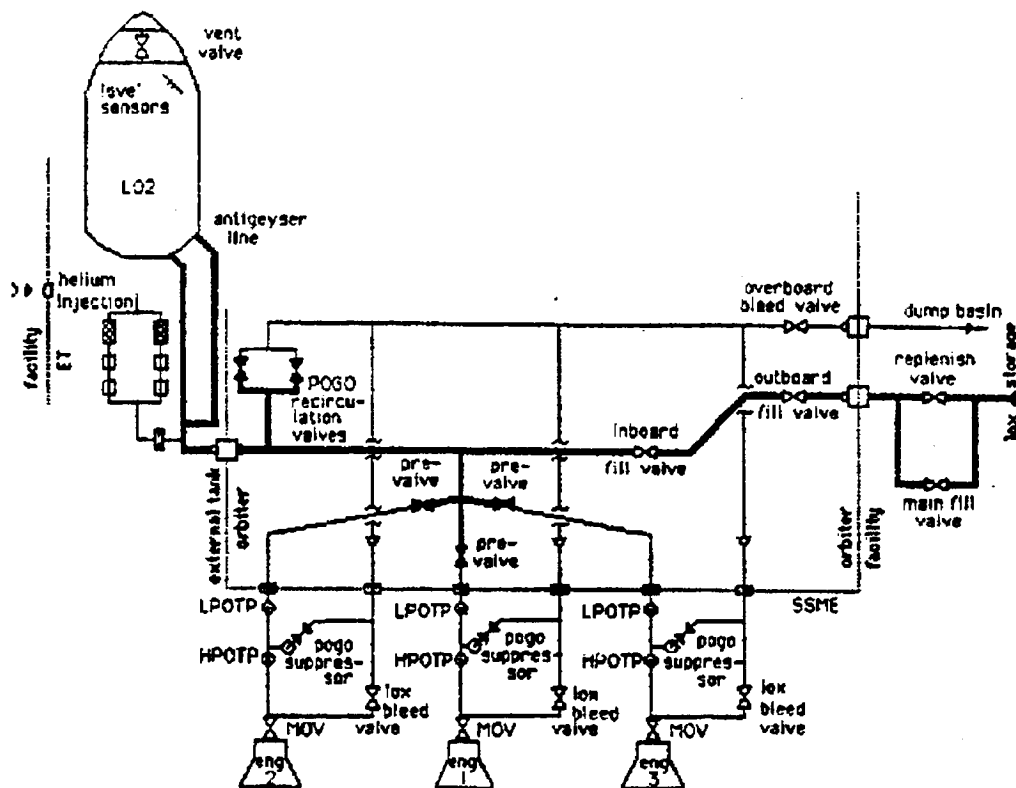 vent
valve
level
sensors
LO2
antigeyser
line
helium
injection
facility
ET
overboard
bleed valve
dump basin
replenish
valve
lox storage
POGO
recircu-
lation
valves
outboard
fill valve
inboard
fill valve
main fill
valve
pre-
valve
pre-
valve
pre-
valve
external tank
orbiter
orbiter
facility
SSME
LPOTP
LPOTP
LPOTP
HPOTP
pogo
suppres-
sor
HPOTP
pogo
suppres-
sor
HPOTP
pogo
suppres-
sor
lox
bleed
valve
lox
bleed
valve
lox
bleed
valve
MOV
MOV
MOV
eng
2
eng
1
eng
3